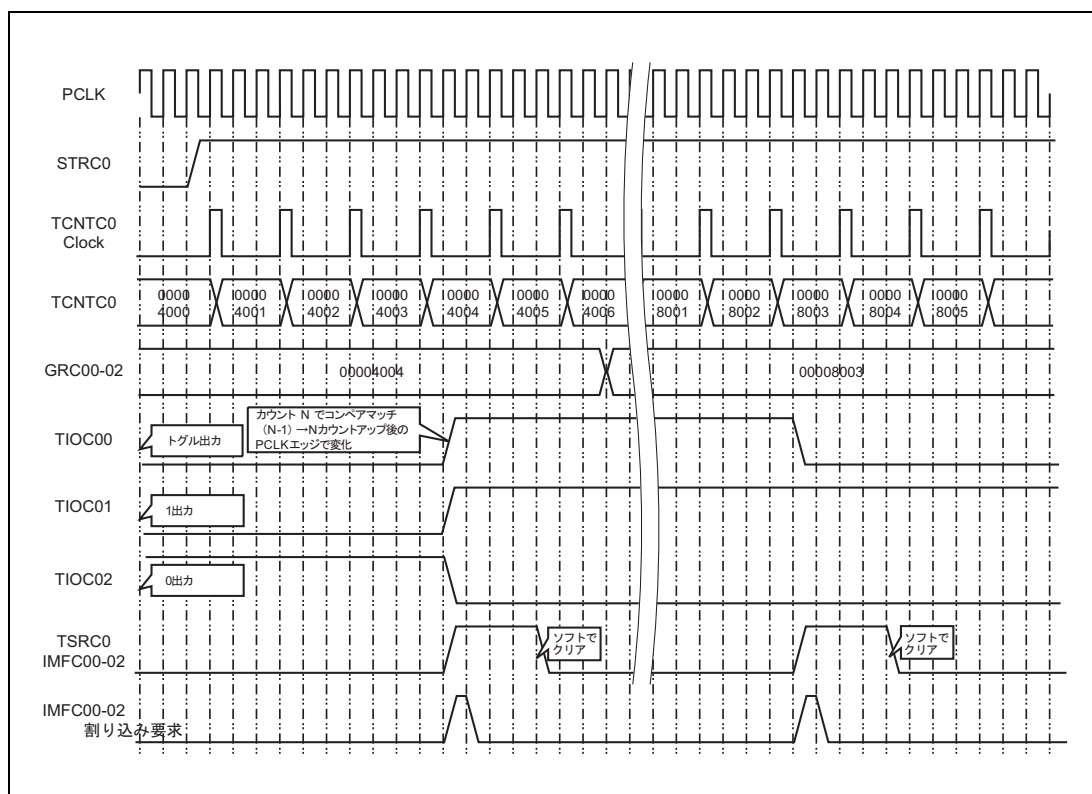 PCLK
STRC0
TCNTC0
Clock
TCNTC0
0000
4000
0000
4001
0000
4002
0000
4003
0000
4004
0000
4005
0000
4006
0000
8001
0000
8002
0000
8003
0000
8004
0000
8005
GRC00-02
00004004
00008003
TIOC00
トグル出力
カウント N でコンペアマッチ
(N-1) →Nカウントアップ後の
PCLKエッジで変化
TIOC01
1出力
TIOC02
0出力
TSRC0
IMFC00-02
ソフトで
クリア
ソフトで
クリア
IMFC00-02
割り込み要求